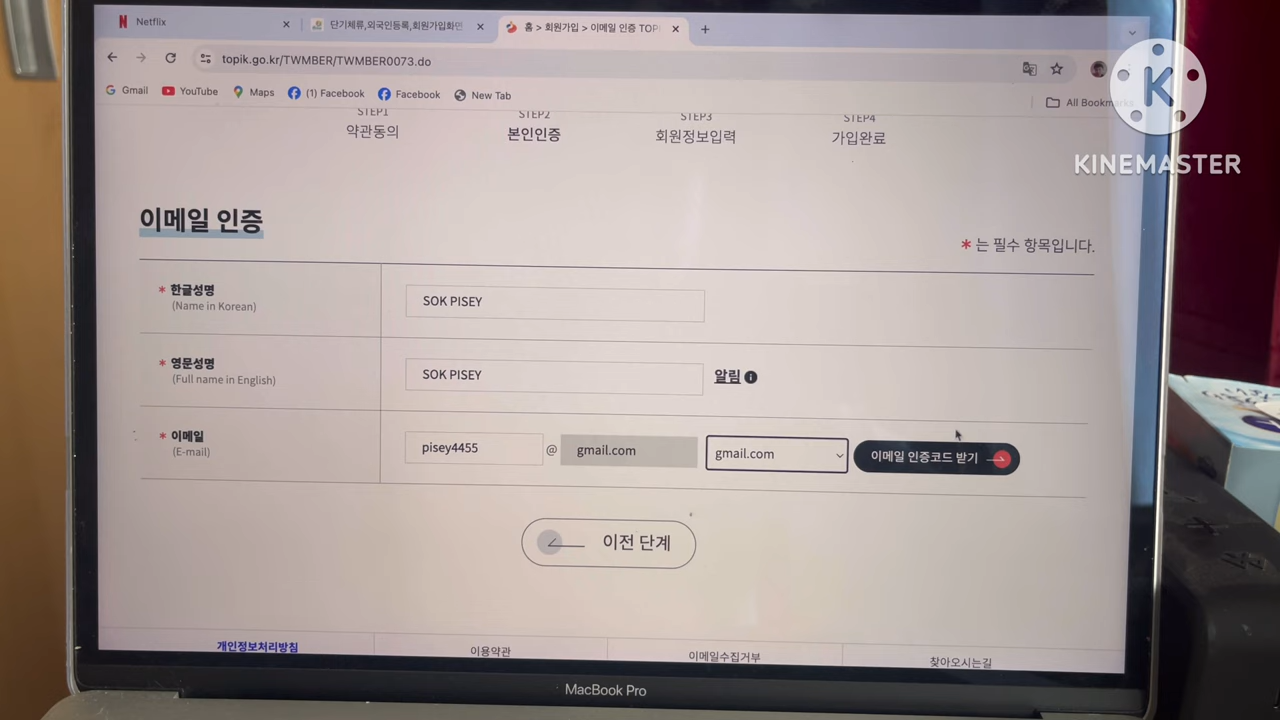 Netflix
단기체류,외국인등록,회원가입화면
홈 > 회원가입 > 이메일 인증 TOPI
topik.go.kr/TWMBER/TWMBER0073.do
Gmail
YouTube
Maps
(1) Facebook
Facebook
New Tab
All Bookmarks
K
KINEMASTER
STEP1
STEP2
STEP3
STEP4
약관동의
본인인증
회원정보입력
가입완료
이메일 인증
* 는 필수 항목입니다.
* 한글성명
(Name in Korean)
SOK PISEY
* 영문성명
(Full name in English)
SOK PISEY
알림
* 이메일
(E-mail)
pisey4455 @ gmail.com
gmail.com
이메일 인증코드 받기
이전 단계
개인정보처리방침
이용약관
이메일수집거부
찾아오시는길
MacBook Pro